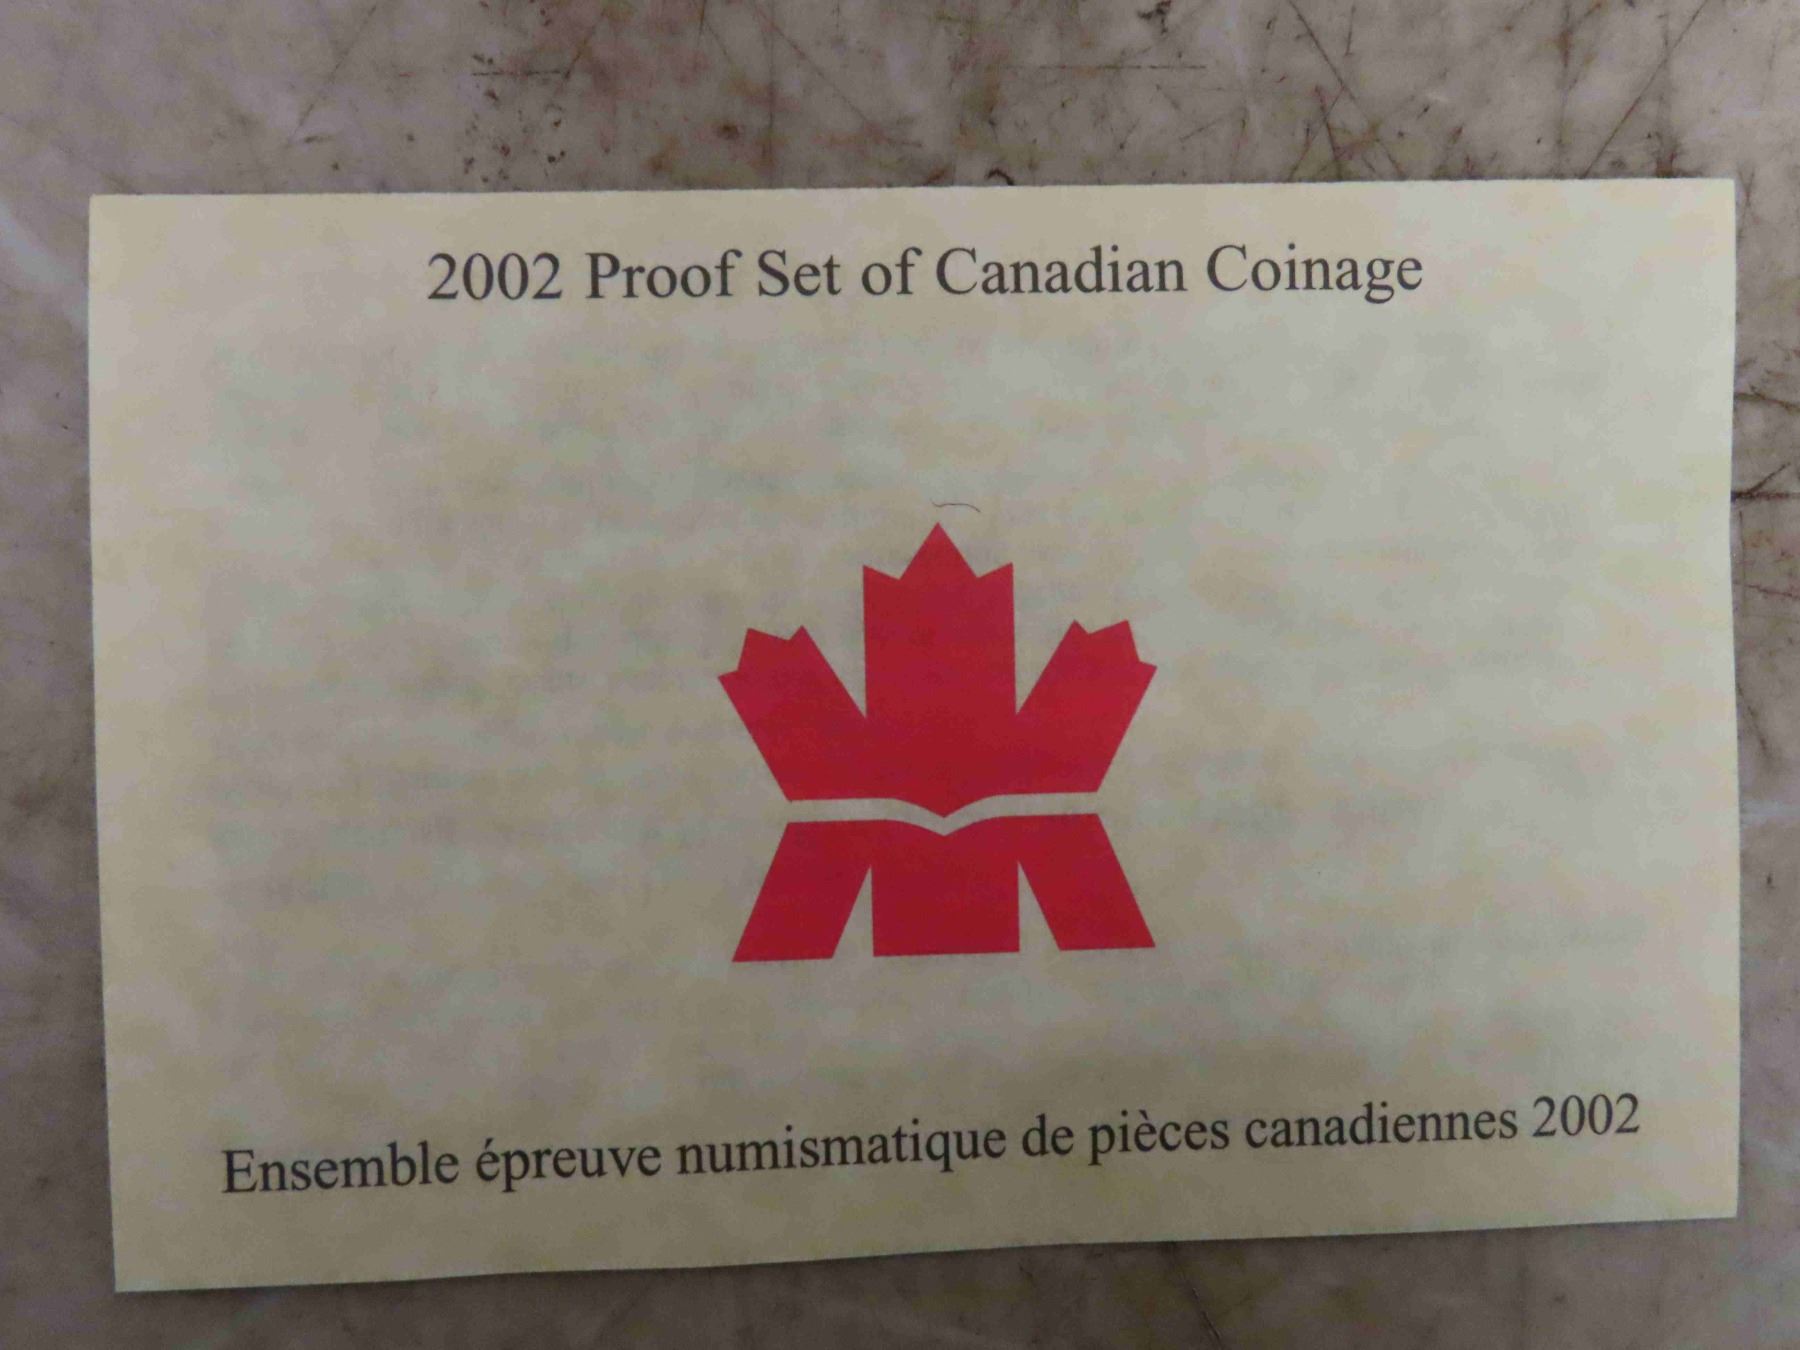 2002 Proof Set of Canadian Coinage
Ensemble épreuve numismatique de pièces canadiennes 2002